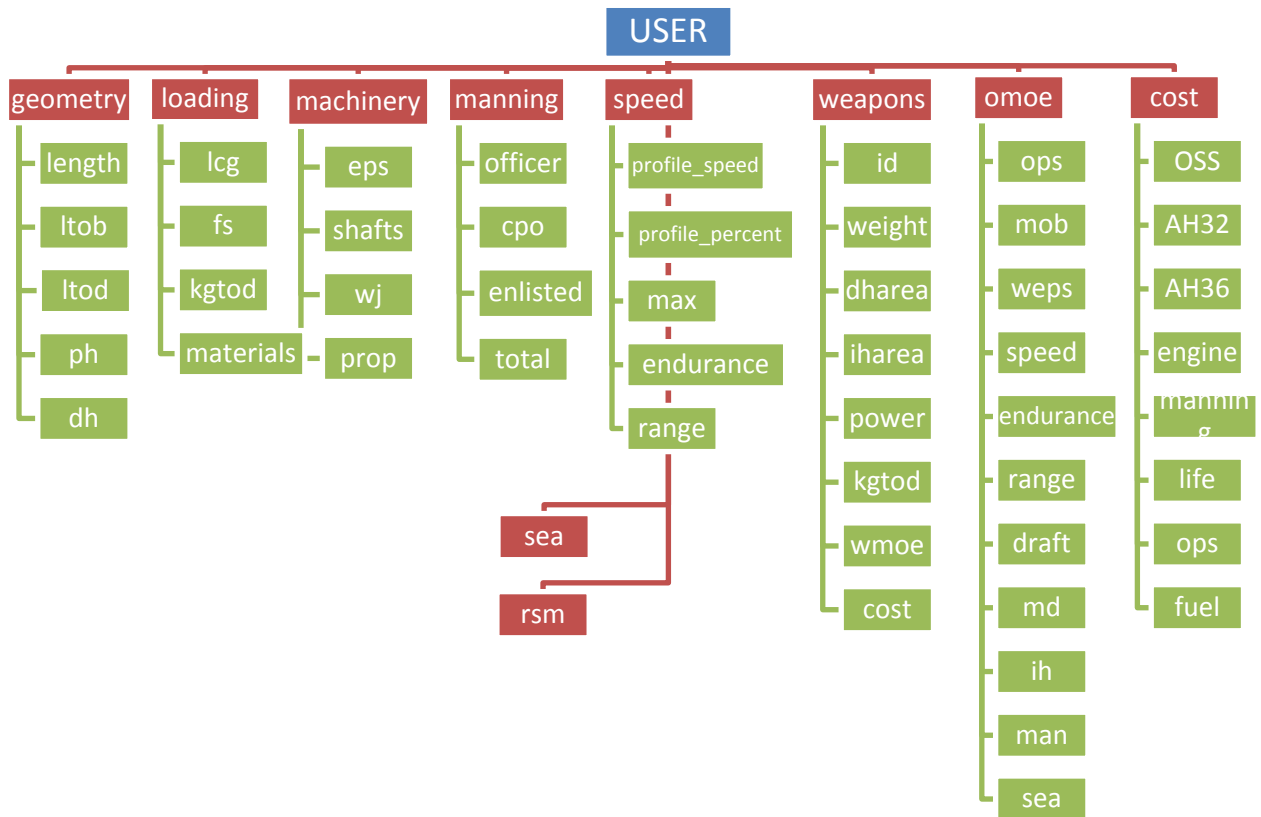 USER
geometry
length
ltob
ltod
ph
dh
loading
lcg
fs
kgtod
materials
machinery
eps
shafts
wj
prop
manning
officer
cpo
enlisted
total
speed
profile_speed
profile_percent
max
endurance
range
sea
rsm
weapons
id
weight
dharea
iharea
power
kgtod
wmoe
cost
omoe
ops
mob
weps
speed
endurance
range
draft
md
ih
man
sea
cost
OSS
AH32
AH36
engine
mannin
g
life
ops
fuel